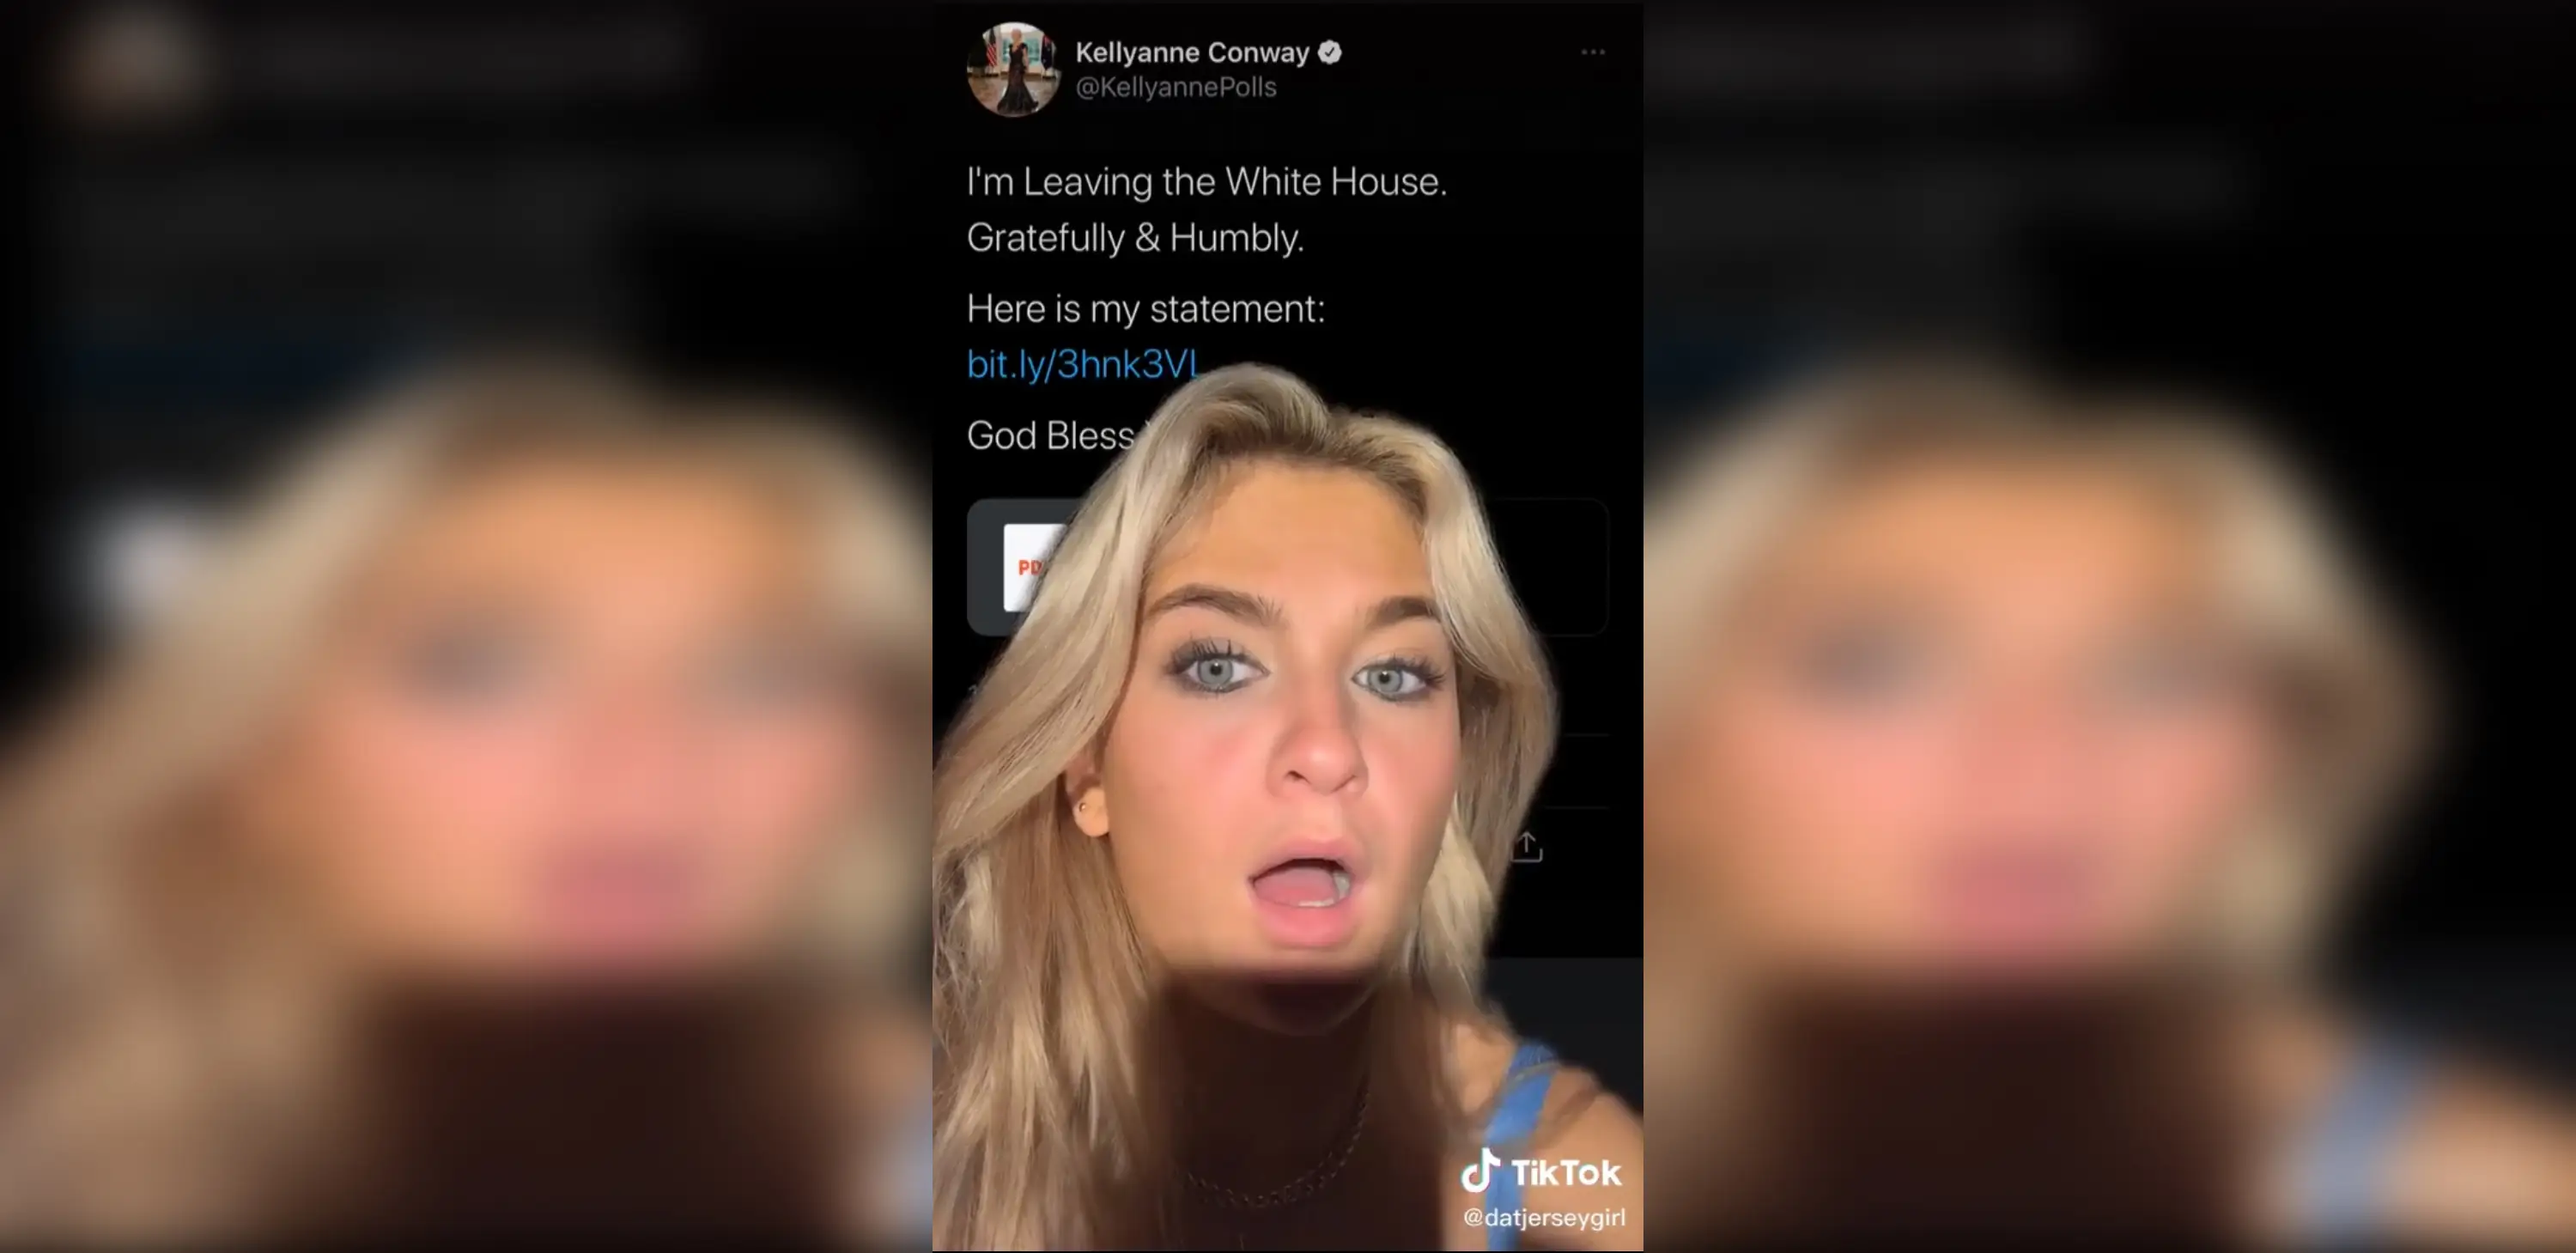 Kellyanne Conway
@KellyannePolls
I'm Leaving the White House.
Gratefully & Humbly.
Here is my statement:
bit.ly/3hnk3VL
God Bless
TikTok
@datjerseygirl